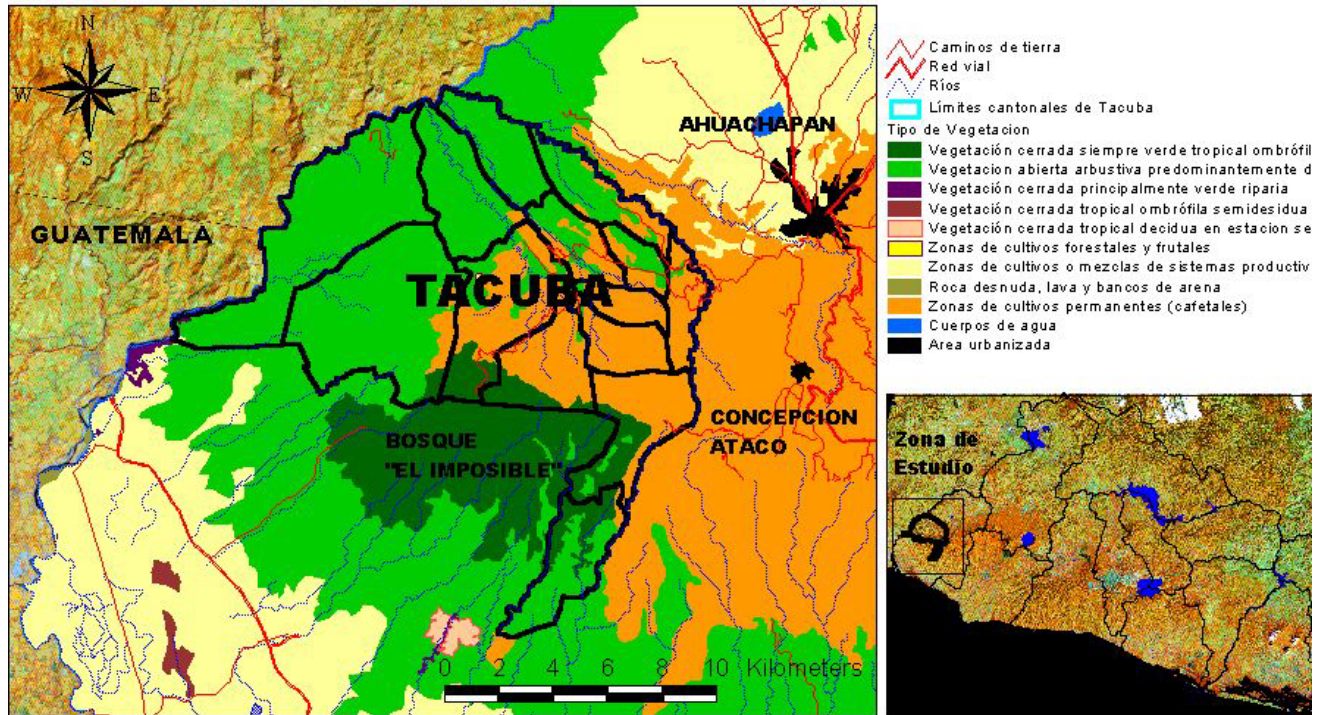 N
W E
S
GUATEMALA
AHUACHAPAN
TACUBA
CONCEPCION
ATACO
BOSQUE
"EL IMPOSIBLE"
0 2 4 6 8 10 Kilometers
Caminos de tierra
Red vial
Ríos
Límites cantonales de Tacuba
Tipo de Vegetacion
Vegetación cerrada siempre verde tropical ombrófil
Vegetación abierta arbustiva predominantemente d
Vegetación cerrada principalmente verde riparia
Vegetación cerrada tropical ombrófila semidesidua
Vegetación cerrada tropical decidua en estacion se
Zonas de cultivos forestales y frutales
Zonas de cultivos o mezclas de sistemas productiv
Roca desnuda, lava y bancos de arena
Zonas de cultivos permanentes (cafetales)
Cuerpos de agua
Area urbanizada
Zona de
Estudio